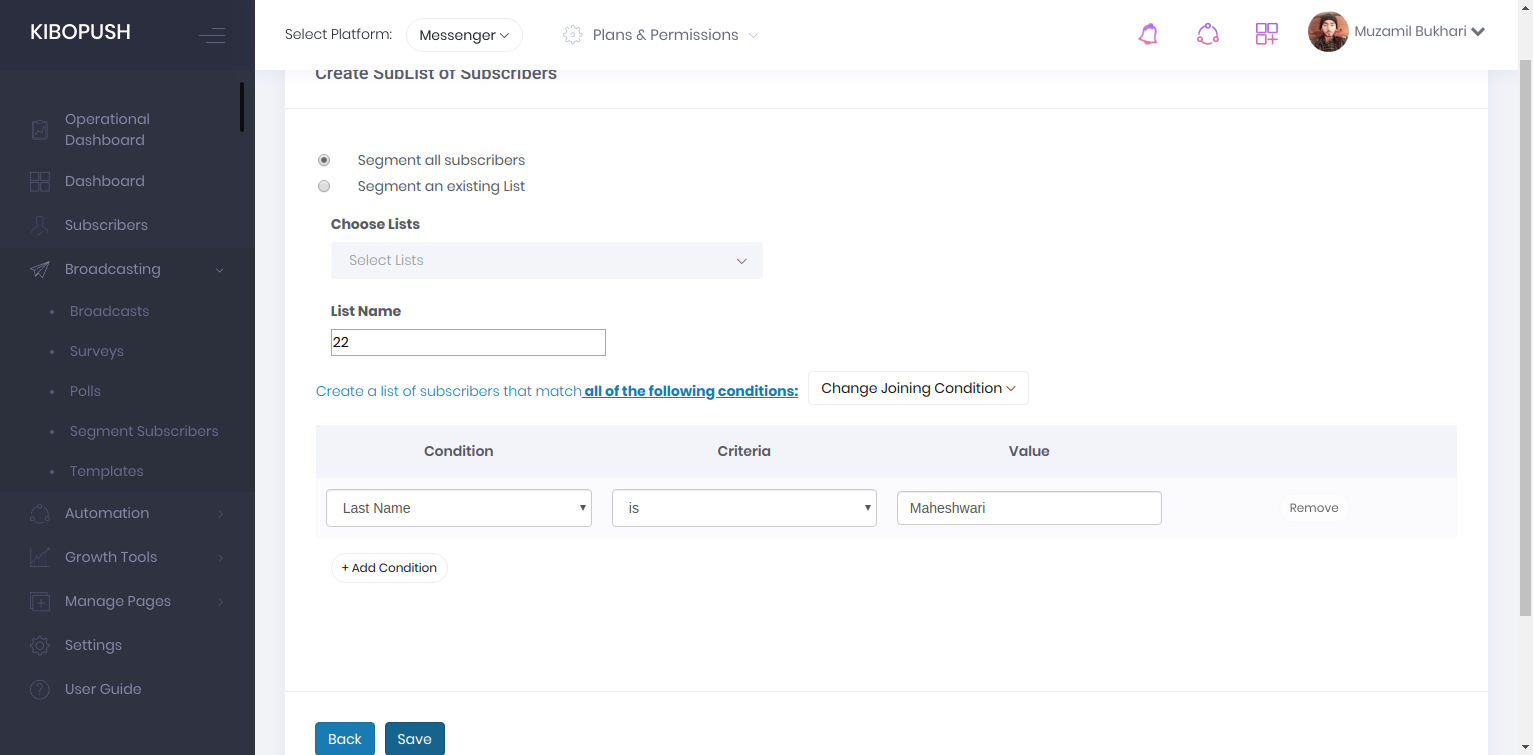 KIBOPUSH
Select Platform: Messenger Plans & Permissions Muzamil Bukhari
Create SubList of Subscribers
Operational
Dashboard
Dashboard
Subscribers
Broadcasting
• Broadcasts
• Surveys
• Polls
• Segment Subscribers
• Templates
Automation
Growth Tools
Manage Pages
Settings
User Guide
Segment all subscribers
Segment an existing List
Choose Lists
Select Lists
List Name
22
Create a list of subscribers that match all of the following conditions: Change Joining Condition
Condition Criteria Value
Last Name is Maheshwari Remove
+ Add Condition
Back Save